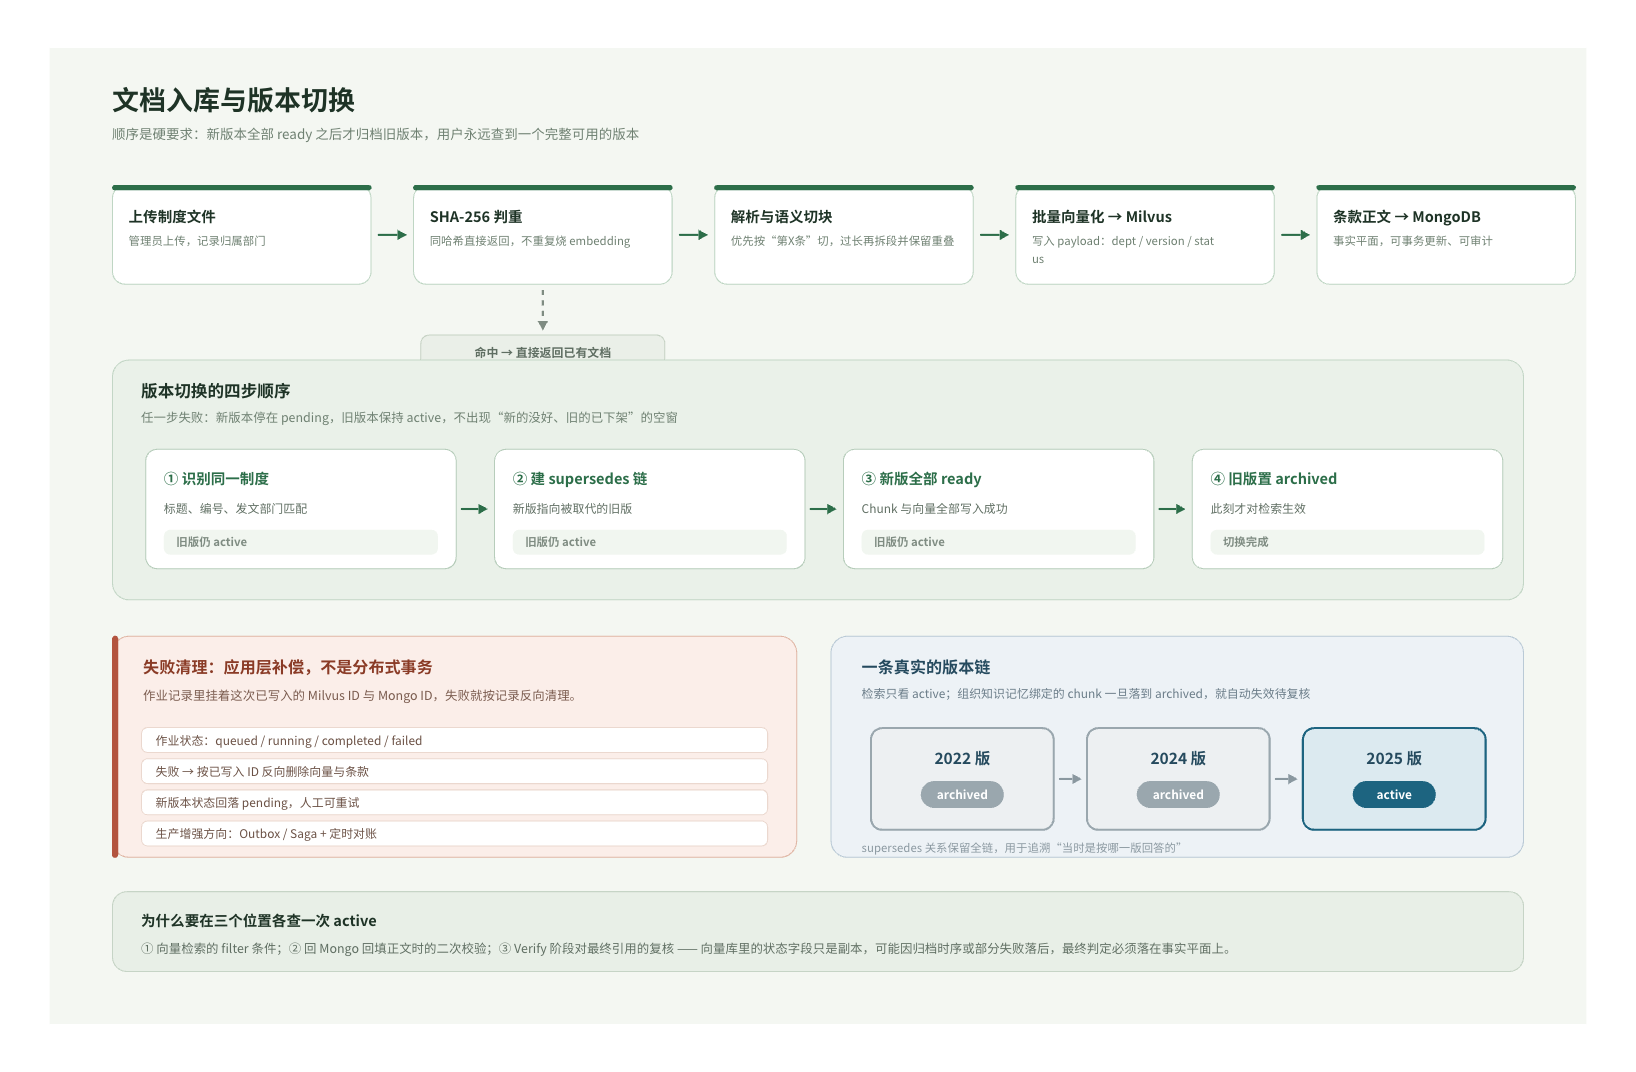 文档入库与版本切换
顺序是硬要求：新版本全部 ready 之后才归档旧版本，用户永远查到一个完整可用的版本
上传制度文件
管理员上传，记录归属部门
SHA-256 判重
同哈希直接返回，不重复烧 embedding
解析与语义切块
优先按“第X条”切，过长再拆段并保留重叠
批量向量化 → Milvus
写入 payload：dept / version / stat
us
条款正文 → MongoDB
事实平面，可事务更新、可审计
命中 → 直接返回已有文档
版本切换的四步顺序
任一步失败：新版本停在 pending，旧版本保持 active，不出现“新的没好、旧的已下架”的空窗
① 识别同一制度
标题、编号、发文部门匹配
旧版仍 active
② 建 supersedes 链
新版指向被取代的旧版
旧版仍 active
③ 新版全部 ready
Chunk 与向量全部写入成功
旧版仍 active
④ 旧版置 archived
此刻才对检索生效
切换完成
失败清理：应用层补偿，不是分布式事务
作业记录里挂着这次已写入的 Milvus ID 与 Mongo ID，失败就按记录反向清理。
作业状态：queued / running / completed / failed
失败 → 按已写入 ID 反向删除向量与条款
新版本状态回落 pending，人工可重试
生产增强方向：Outbox / Saga + 定时对账
一条真实的版本链
检索只看 active；组织知识记忆绑定的 chunk 一旦落到 archived，就自动失效待复核
2022 版
archived
2024 版
archived
2025 版
active
supersedes 关系保留全链，用于追溯“当时是按哪一版回答的”
为什么要在三个位置各查一次 active
① 向量检索的 filter 条件；② 回 Mongo 回填正文时的二次校验；③ Verify 阶段对最终引用的复核 —— 向量库里的状态字段只是副本，可能因归档时序或部分失败落后，最终判定必须落在事实平面上。